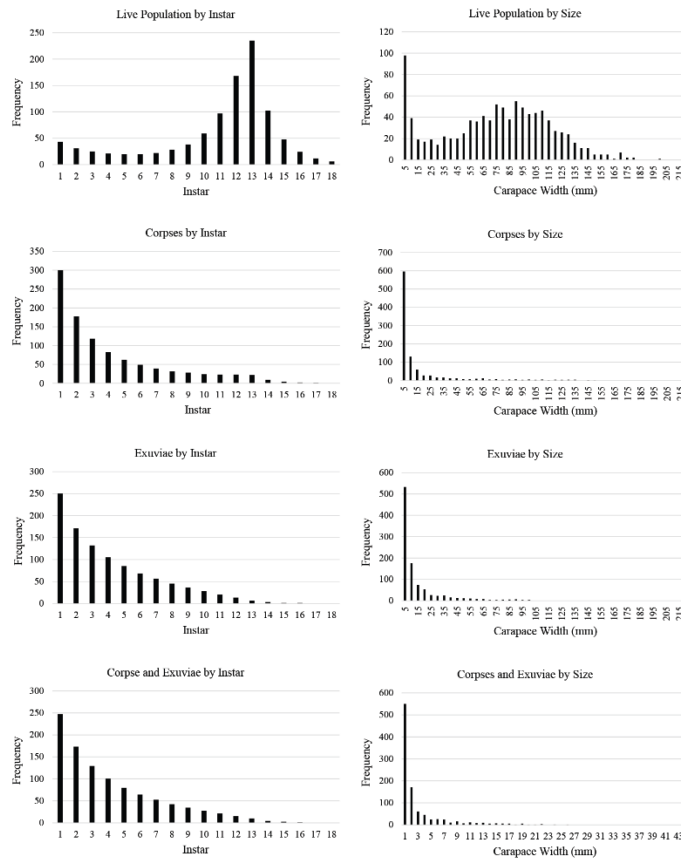 Live Population by Instar
250
200
150
100
50
0
Frequency
1 2 3 4 5 6 7 8 9 10 11 12 13 14 15 16 17 18
Instar
Live Population by Size
120
100
80
60
40
20
0
Frequency
5 15 25 35 45 55 65 75 85 95 105 115 125 135 145 155 165 175 185 195 205 215
Carapace Width (mm)
Corpses by Instar
350
300
250
200
150
100
50
0
Frequency
1 2 3 4 5 6 7 8 9 10 11 12 13 14 15 16 17 18
Instar
Corpses by Size
700
600
500
400
300
200
100
0
Frequency
5 15 25 35 45 55 65 75 85 95 105 115 125 135 145 155 165 175 185 195 205 215
Carapace Width (mm)
Exuviae by Instar
300
250
200
150
100
50
0
Frequency
1 2 3 4 5 6 7 8 9 10 11 12 13 14 15 16 17 18
Instar
Exuviae by Size
600
500
400
300
200
100
0
Frequency
5 15 25 35 45 55 65 75 85 95 105 115 125 135 145 155 165 175 185 195 205 215
Carapace Width (mm)
Corpse and Exuviae by Instar
300
250
200
150
100
50
0
Frequency
1 2 3 4 5 6 7 8 9 10 11 12 13 14 15 16 17 18
Instar
Corpses and Exuviae by Size
600
500
400
300
200
100
0
Frequency
1 3 5 7 9 11 13 15 17 19 21 23 25 27 29 31 33 35 37 39 41 43
Carapace Width (mm)